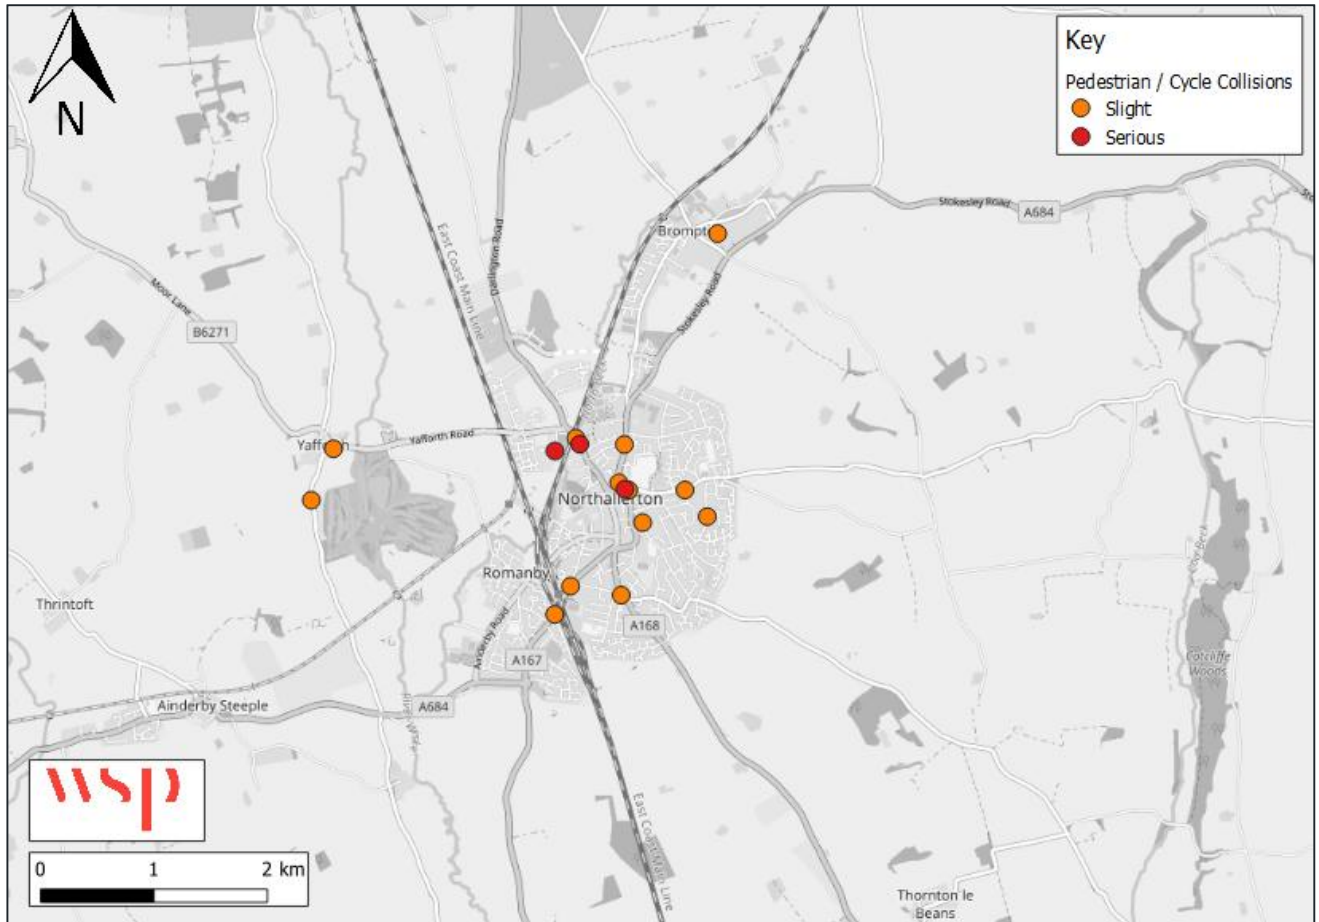 N
Key
Pedestrian / Cycle Collisions
Slight
Serious
Stokesley Road
A684
Brompt
Darlington Road
East Coast Main Line
Moor Lane
B6271
Stokesley Road
Yafforth Road
Northallerton
Romanby
Thrintoft
Ainderby Road
A168
A167
Ainderby Steeple
A684
Cod Beck
Cotcliffe
Woods
wsp
0 1 2 km
East Coast Main Line
Thornton le
Beans